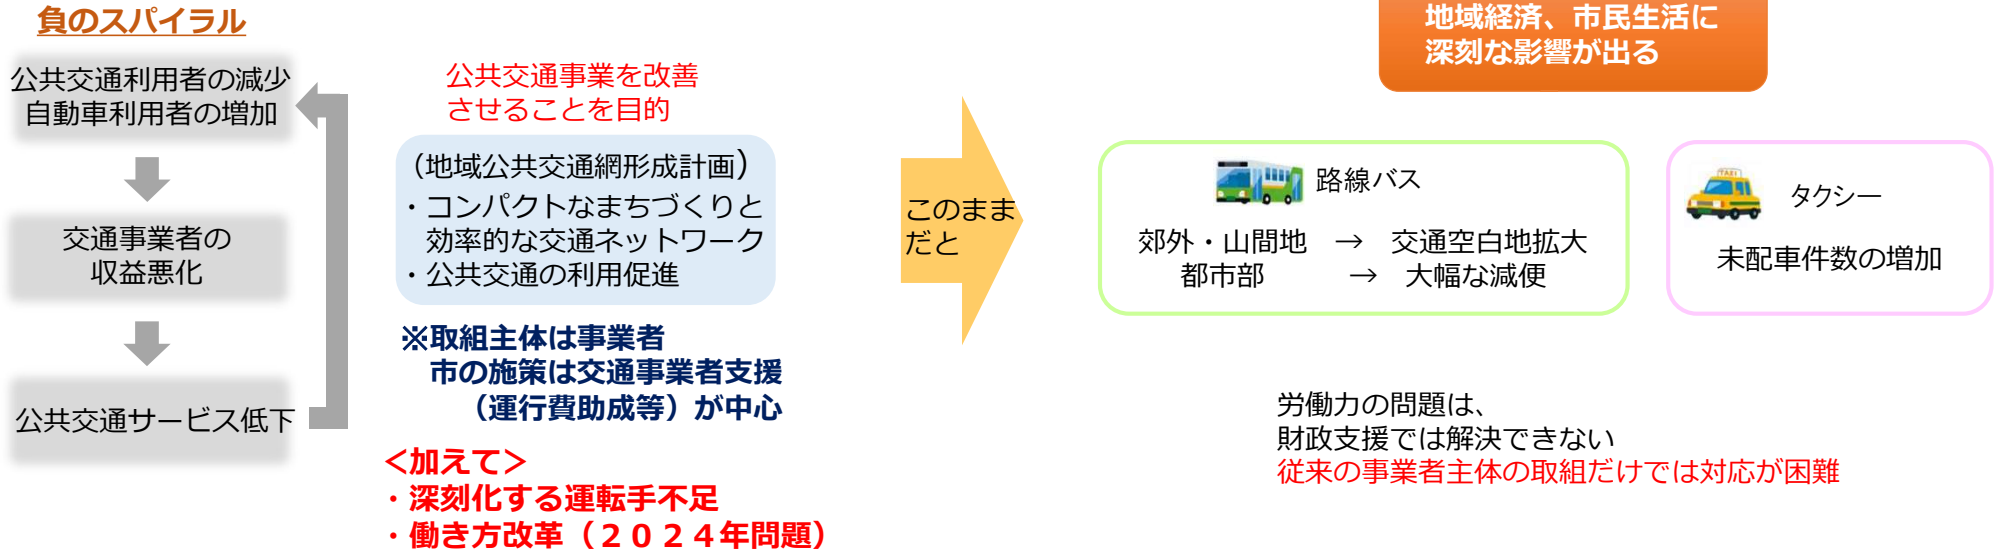 負のスパイラル
公共交通利用者の減少
自動車利用者の増加
交通事業者の
収益悪化
公共交通サービス低下
公共交通事業を改善
させることを目的
（地域公共交通網形成計画）
・コンパクトなまちづくりと
効率的な交通ネットワーク
・公共交通の利用促進
※取組主体は事業者
市の施策は交通事業者支援
（運行費助成等）が中心
＜加えて＞
・深刻化する運転手不足
・働き方改革（２０２４年問題）
このまま
だと
地域経済、市民生活に
深刻な影響が出る
路線バス
郊外・山間地　→　交通空白地拡大
都市部　→　大幅な減便
TAXI
タクシー
未配車件数の増加
労働力の問題は、
財政支援では解決できない
従来の事業者主体の取組だけでは対応が困難